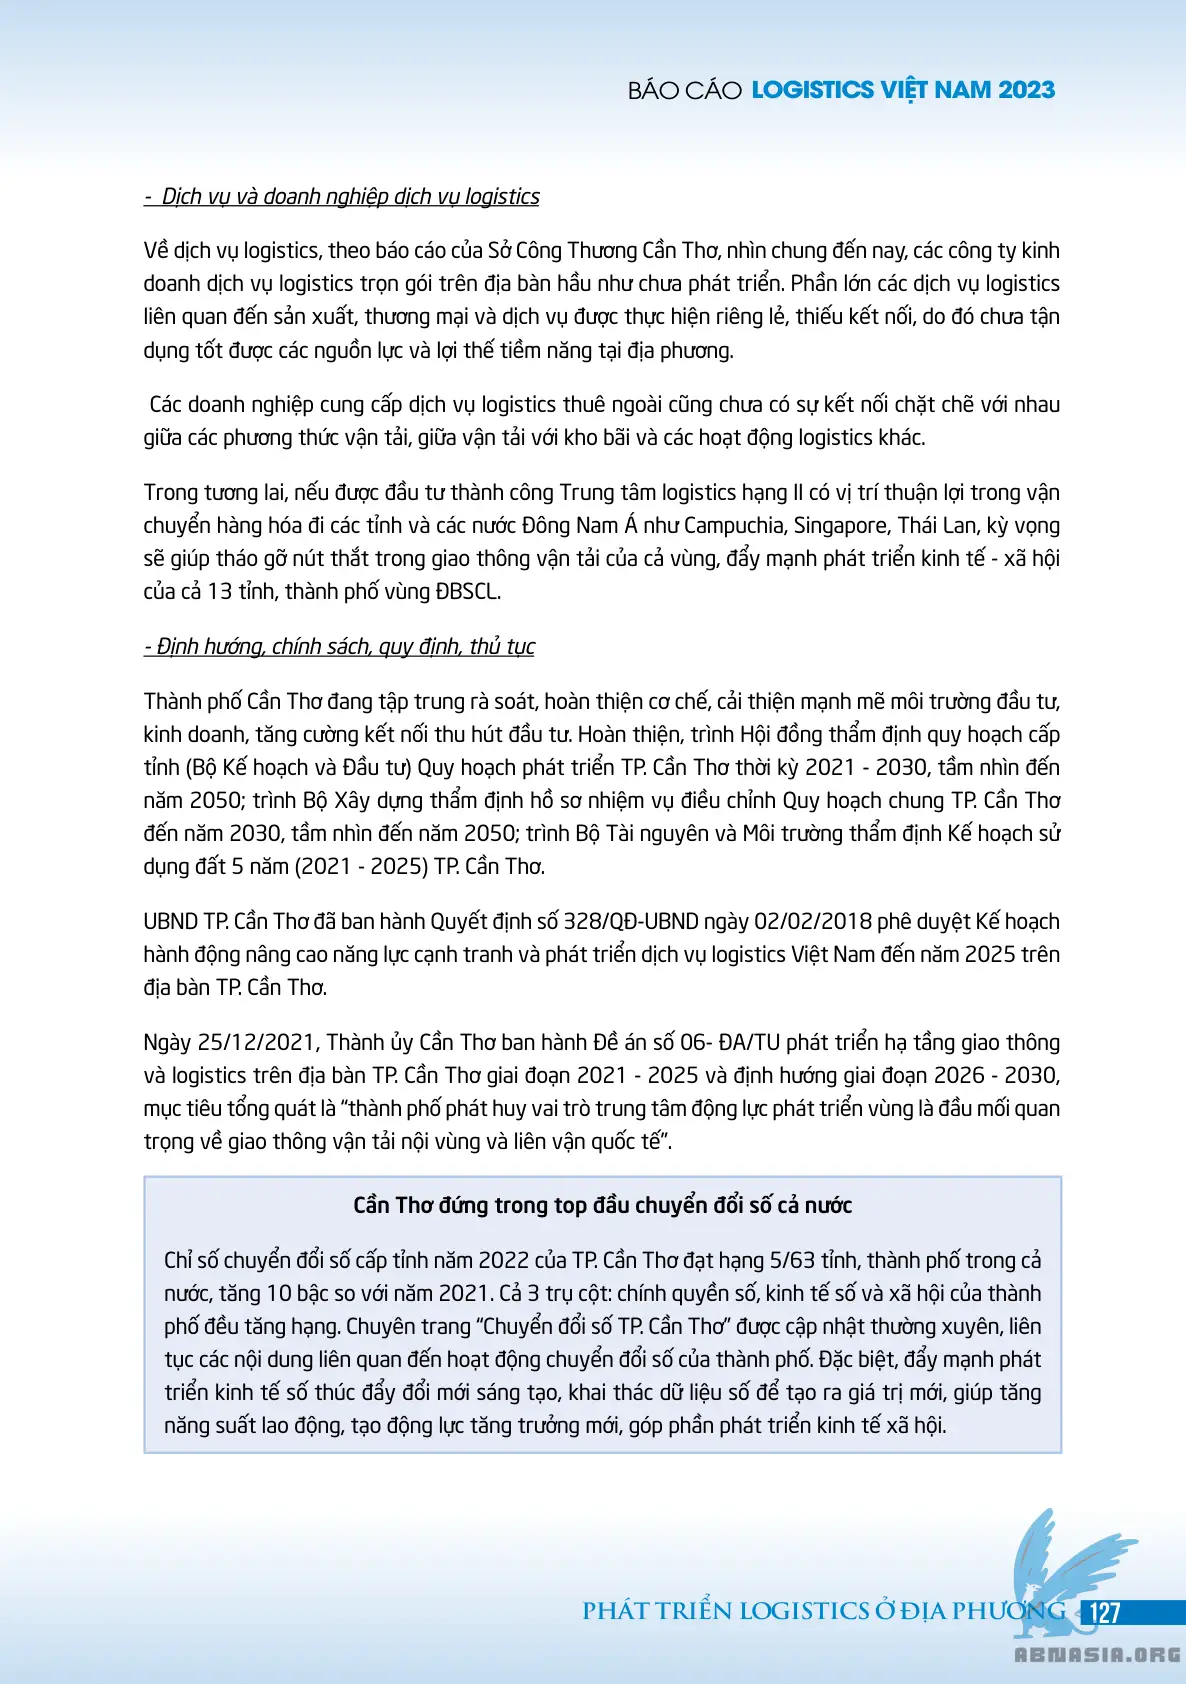 BÁO CÁO LOGISTICS VIỆT NAM 2023
- Dịch vụ và doanh nghiệp dịch vụ logistics
Về dịch vụ logistics, theo báo cáo của Sở Công Thương Cần Thơ, nhìn chung đến nay, các công ty kinh
doanh dịch vụ logistics trọn gói trên địa bàn hầu như chưa phát triển. Phần lớn các dịch vụ logistics
liên quan đến sản xuất, thương mại và dịch vụ được thực hiện riêng lẻ, thiếu kết nối, do đó chưa tận
dụng tốt được các nguồn lực và lợi thế tiềm năng tại địa phương.
Các doanh nghiệp cung cấp dịch vụ logistics thuê ngoài cũng chưa có sự kết nối chặt chẽ với nhau
giữa các phương thức vận tải, giữa vận tải với kho bãi và các hoạt động logistics khác.
Trong tương lai, nếu được đầu tư thành công Trung tâm logistics hạng II có vị trí thuận lợi trong vận
chuyển hàng hóa đi các tỉnh và các nước Đông Nam Á như Campuchia, Singapore, Thái Lan, kỳ vọng
sẽ giúp tháo gỡ nút thắt trong giao thông vận tải của cả vùng, đẩy mạnh phát triển kinh tế - xã hội
của cả 13 tỉnh, thành phố vùng ĐBSCL.
- Định hướng, chính sách, quy định, thủ tục
Thành phố Cần Thơ đang tập trung rà soát, hoàn thiện cơ chế, cải thiện mạnh mẽ môi trường đầu tư,
kinh doanh, tăng cường kết nối thu hút đầu tư. Hoàn thiện, trình Hội đồng thẩm định quy hoạch cấp
tỉnh (Bộ Kế hoạch và Đầu tư) Quy hoạch phát triển TP. Cần Thơ thời kỳ 2021 - 2030, tầm nhìn đến
năm 2050; trình Bộ Xây dựng thẩm định hồ sơ nhiệm vụ điều chỉnh Quy hoạch chung TP. Cần Thơ
đến năm 2030, tầm nhìn đến năm 2050; trình Bộ Tài nguyên và Môi trường thẩm định Kế hoạch sử
dụng đất 5 năm (2021 - 2025) TP. Cần Thơ.
UBND TP. Cần Thơ đã ban hành Quyết định số 328/QĐ-UBND ngày 02/02/2018 phê duyệt Kế hoạch
hành động nâng cao năng lực cạnh tranh và phát triển dịch vụ logistics Việt Nam đến năm 2025 trên
địa bàn TP. Cần Thơ.
Ngày 25/12/2021, Thành ủy Cần Thơ ban hành Đề án số 06- ĐA/TU phát triển hạ tầng giao thông
và logistics trên địa bàn TP. Cần Thơ giai đoạn 2021 - 2025 và định hướng giai đoạn 2026 - 2030,
mục tiêu tổng quát là “thành phố phát huy vai trò trung tâm động lực phát triển vùng là đầu mối quan
trọng về giao thông vận tải nội vùng và liên vận quốc tế”.
Cần Thơ đứng trong top đầu chuyển đổi số cả nước
Chỉ số chuyển đổi số cấp tỉnh năm 2022 của TP. Cần Thơ đạt hạng 5/63 tỉnh, thành phố trong cả
nước, tăng 10 bậc so với năm 2021. Cả 3 trụ cột: chính quyền số, kinh tế số và xã hội của thành
phố đều tăng hạng. Chuyên trang “Chuyển đổi số TP. Cần Thơ” được cập nhật thường xuyên, liên
tục các nội dung liên quan đến hoạt động chuyển đổi số của thành phố. Đặc biệt, đẩy mạnh phát
triển kinh tế số thúc đẩy đổi mới sáng tạo, khai thác dữ liệu số để tạo ra giá trị mới, giúp tăng
năng suất lao động, tạo động lực tăng trưởng mới, góp phần phát triển kinh tế xã hội.
PHÁT TRIỂN LOGISTICS Ở ĐỊA PHƯƠNG 127
ABMASIA.ORG